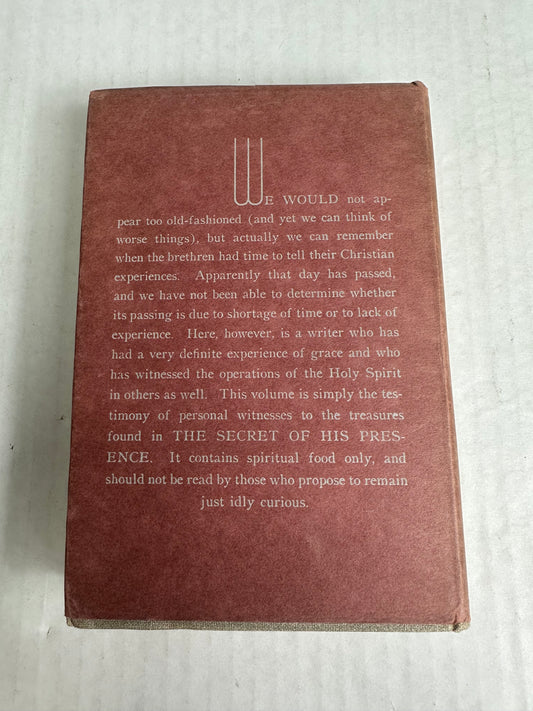 WE WOULD not ap-
pear too old-fashioned (and yet we can think of
worse things), but actually we can remember
when the brethren had time to tell their Christian
experiences. Apparently that day has passed,
and we have not been able to determine whether
its passing is due to shortage of time or to lack of
experience. Here, however, is a writer who has
had a very definite experience of grace and who
has witnessed the operations of the Holy Spirit
in others as well. This volume is simply the tes-
timony of personal witnesses to the treasures
found in THE SECRET OF HIS PRES-
ENCE. It contains spiritual food only, and
should not be read by those who propose to remain
just idly curious.